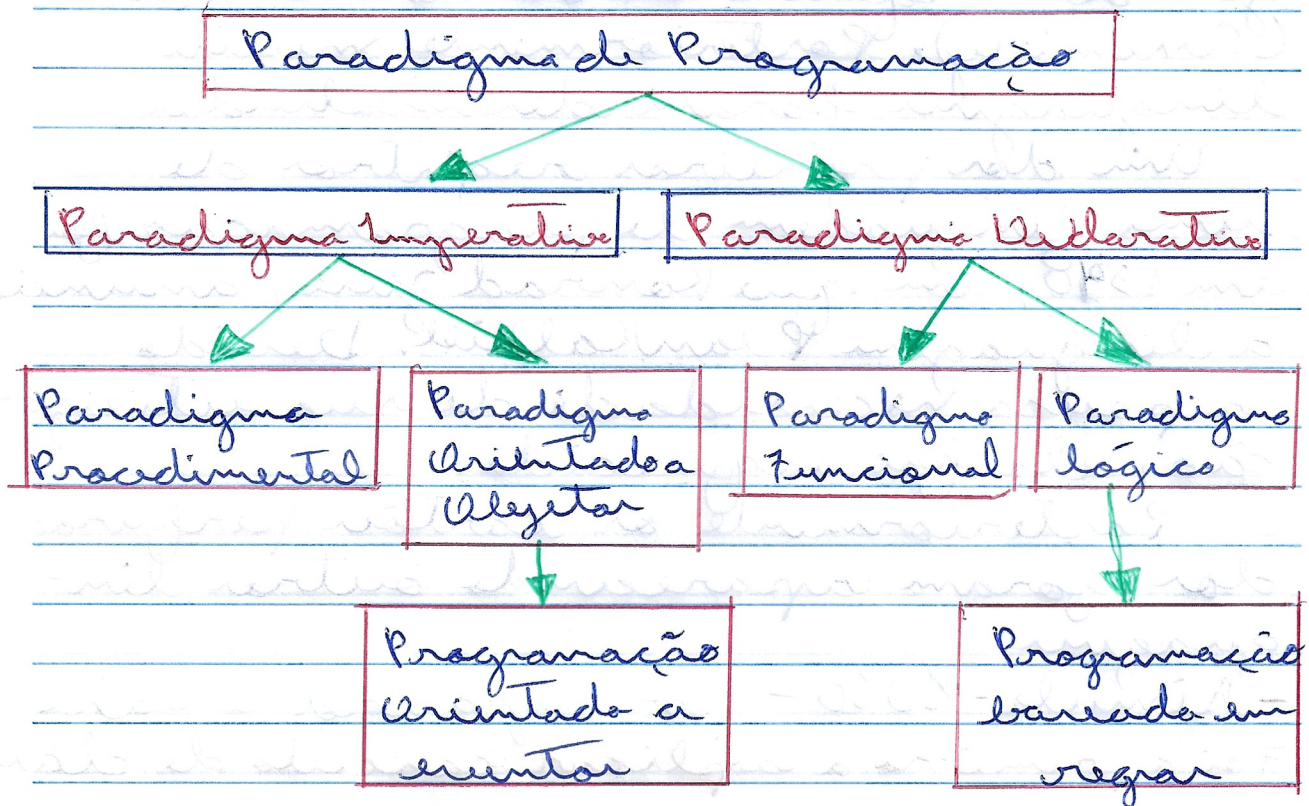 Paradigma de Programação
Paradigma Imperativo
Paradigma Declarativo
Paradigma
Procedimental
Paradigma
Orientado a
Objetos
Paradigma
Funcional
Paradigma
lógico
Programação
Orientada a
eventos
Programação
baseada em
regras